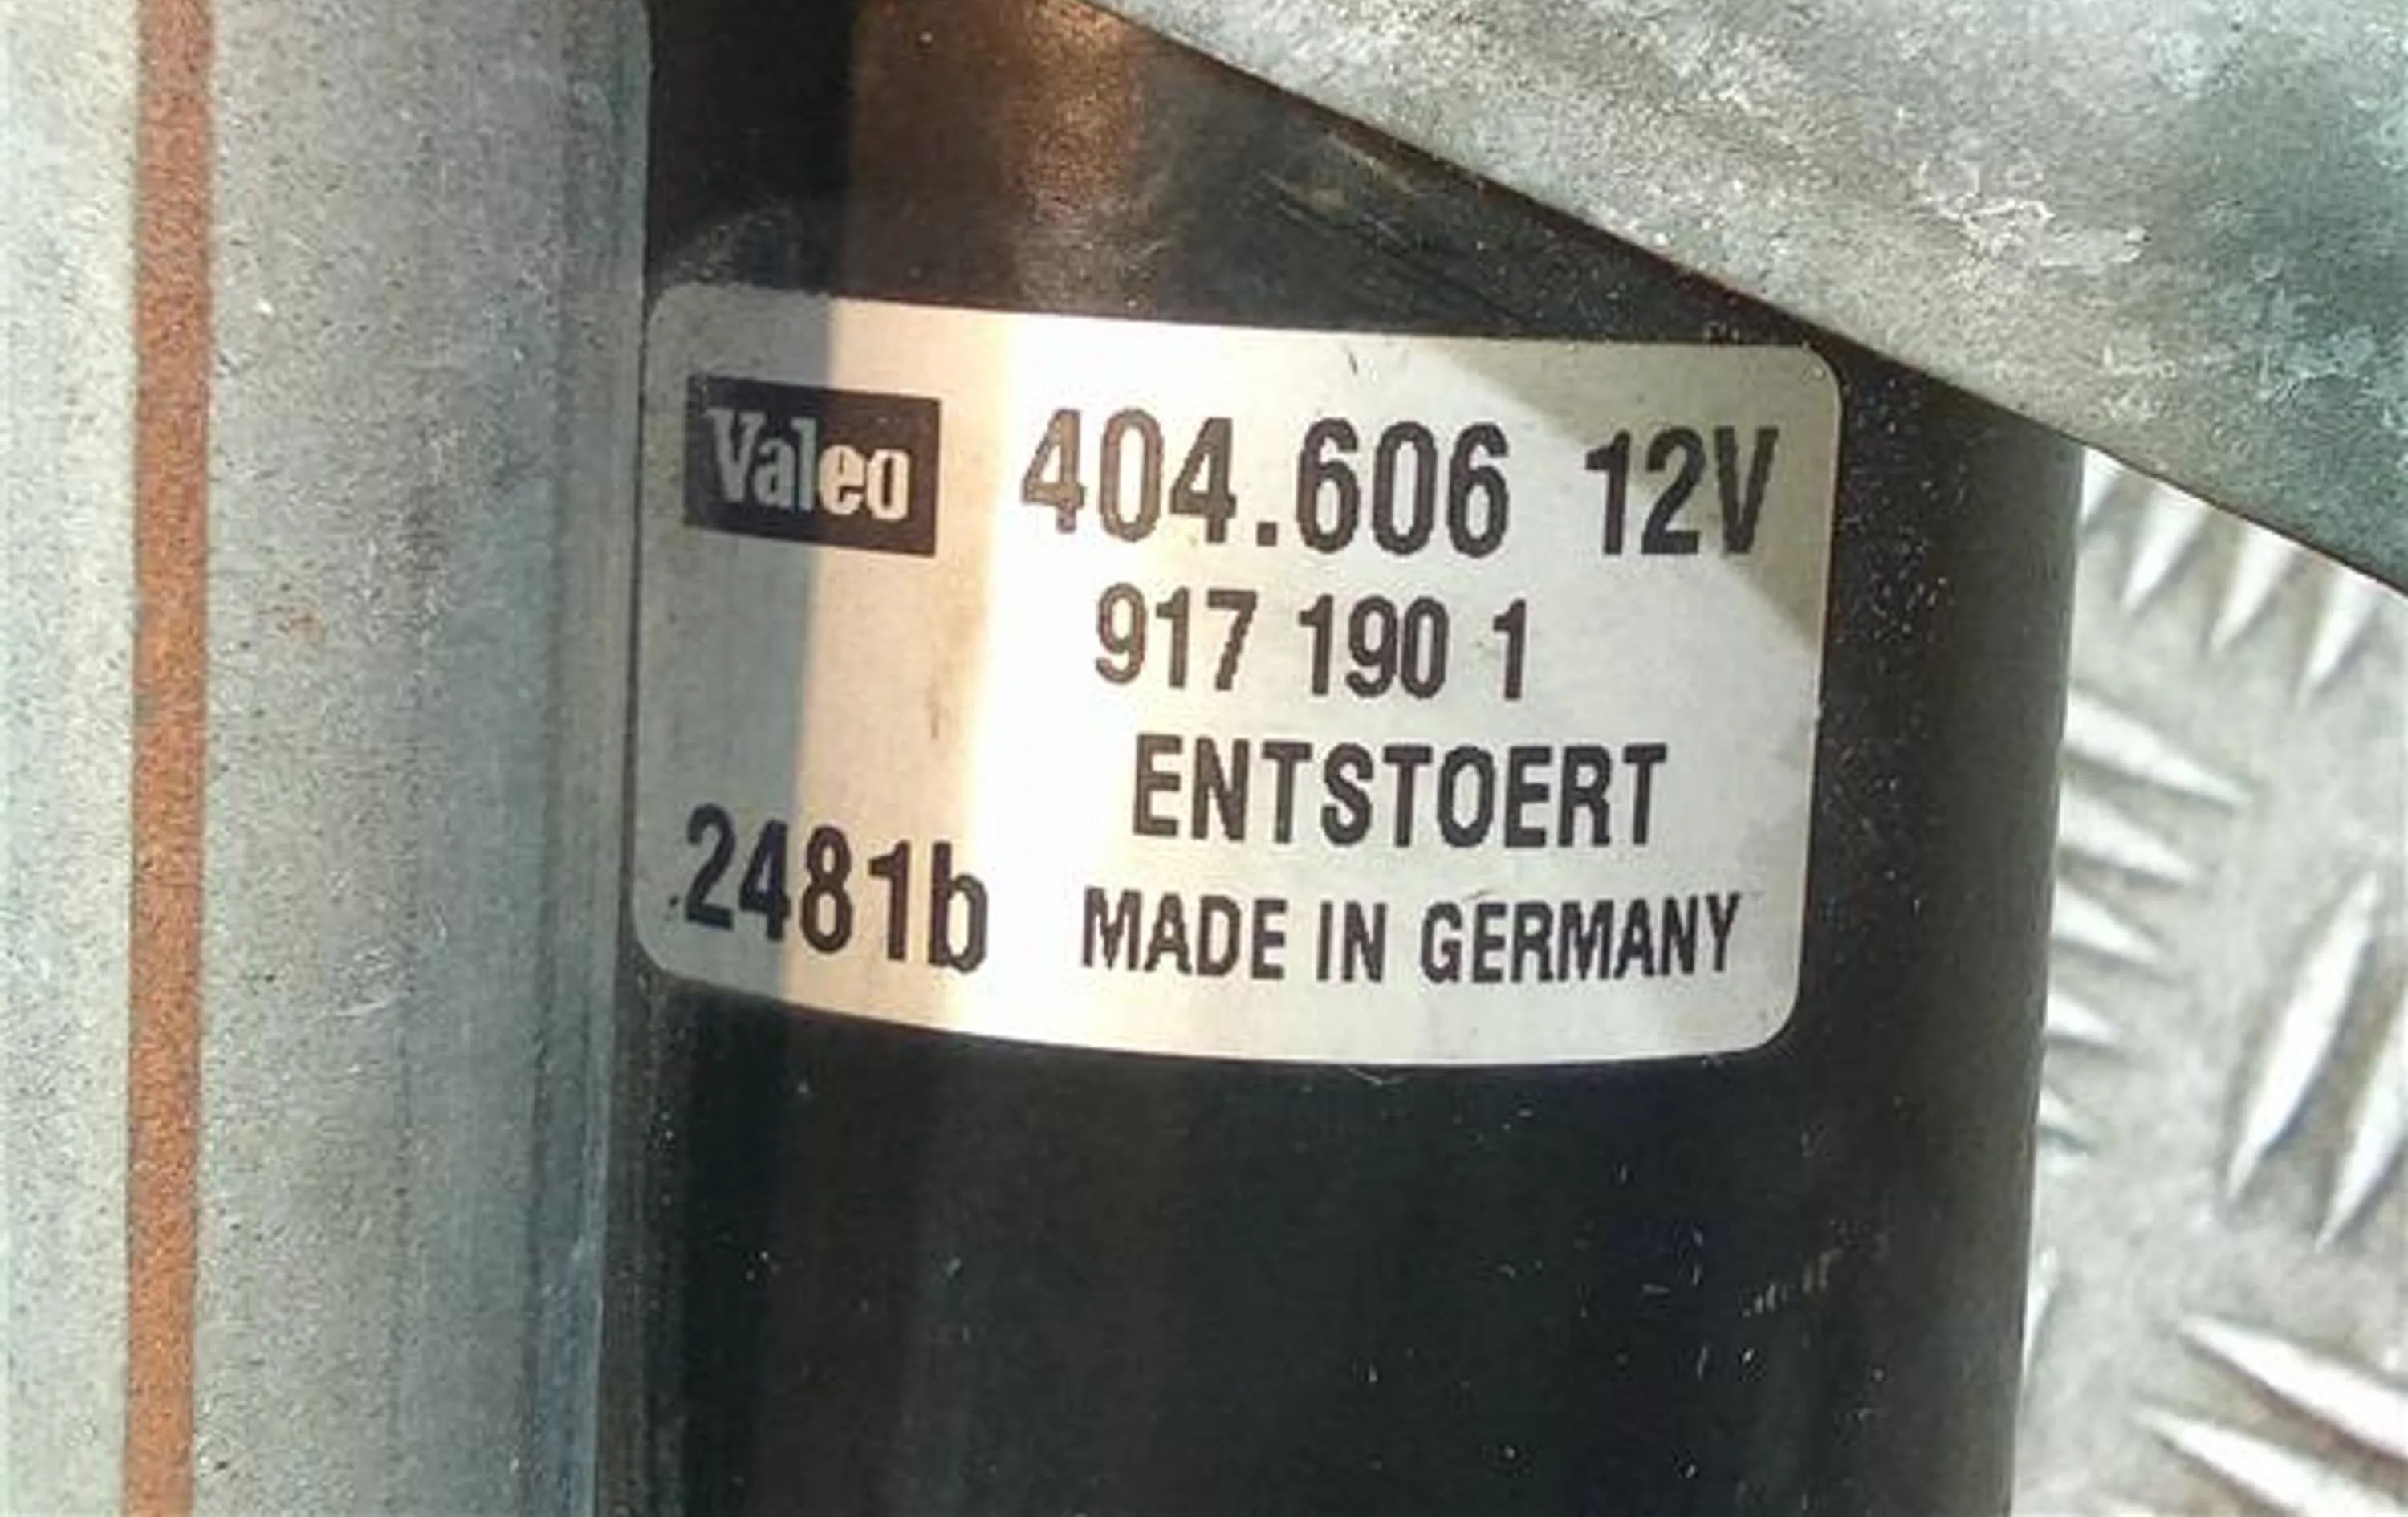 Valeo 404.606 12V
917 190 1
ENTSTOERT
2481b MADE IN GERMANY